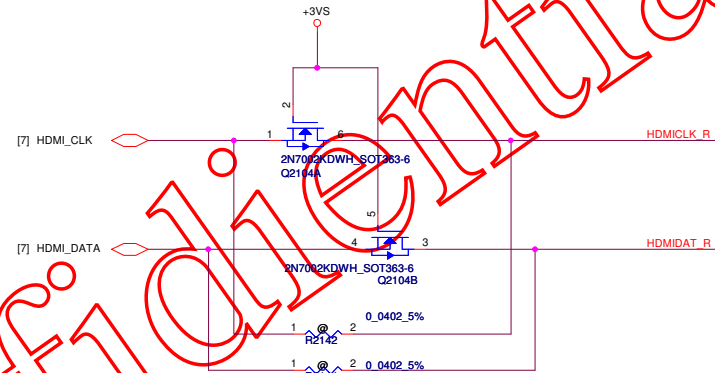 +3VS
2
[7] HDMI_CLK
1
6
HDMICLK_R
2N7002KDWH_SOT363-6
Q2104A
5
[7] HDMI_DATA
4
3
HDMIDAT_R
2N7002KDWH_SOT363-6
Q2104B
0_0402_5%
1 @ 2
R2142
0_0402_5%
1 @ 2